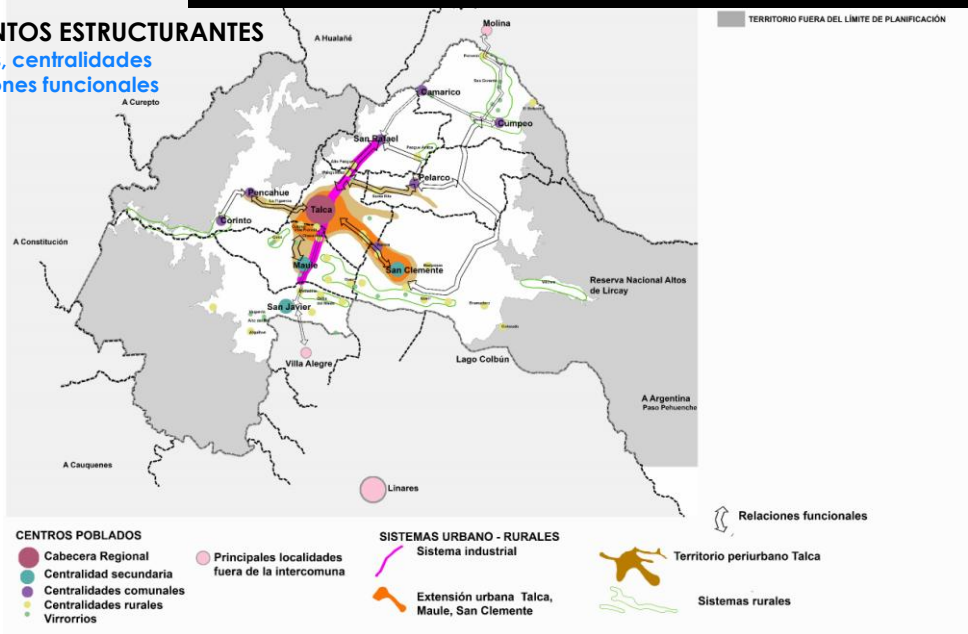 NTOS ESTRUCTURANTES
s, centralidades
ones funcionales
TERRITORIO FUERA DEL LÍMITE DE PLANIFICACIÓN
Molina
A Hualañé
Camarico
A Curepto
Cumpeo
San Rafael
Pelarco
Pencahue
Talca
Corinto
A Constitución
Maule
San Clemente
Reserva Nacional Altos
de Lircay
San Javier
Villa Alegre
Lago Colbún
A Argentina
Paso Pehuenche
A Cauquenes
Linares
Relaciones funcionales
CENTROS POBLADOS
Cabecera Regional
Centralidad secundaria
Centralidades comunales
Centralidades rurales
Virrorrios
Principales localidades
fuera de la intercomuna
SISTEMAS URBANO - RURALES
Sistema industrial
Extensión urbana Talca,
Maule, San Clemente
Territorio periurbano Talca
Sistemas rurales